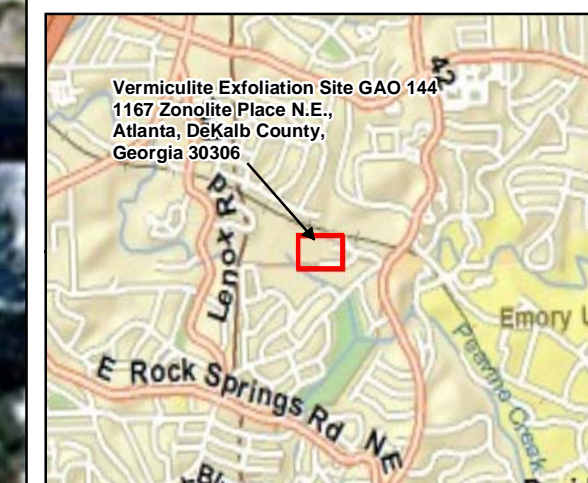 42
Vermiculite Exfoliation Site GAO 144
1167 Zonolite Place N.E.,
Atlanta, DeKalb County,
Georgia 30306
Lenox Rd
Emory U
Peavine Creek
E Rock Springs Rd NE